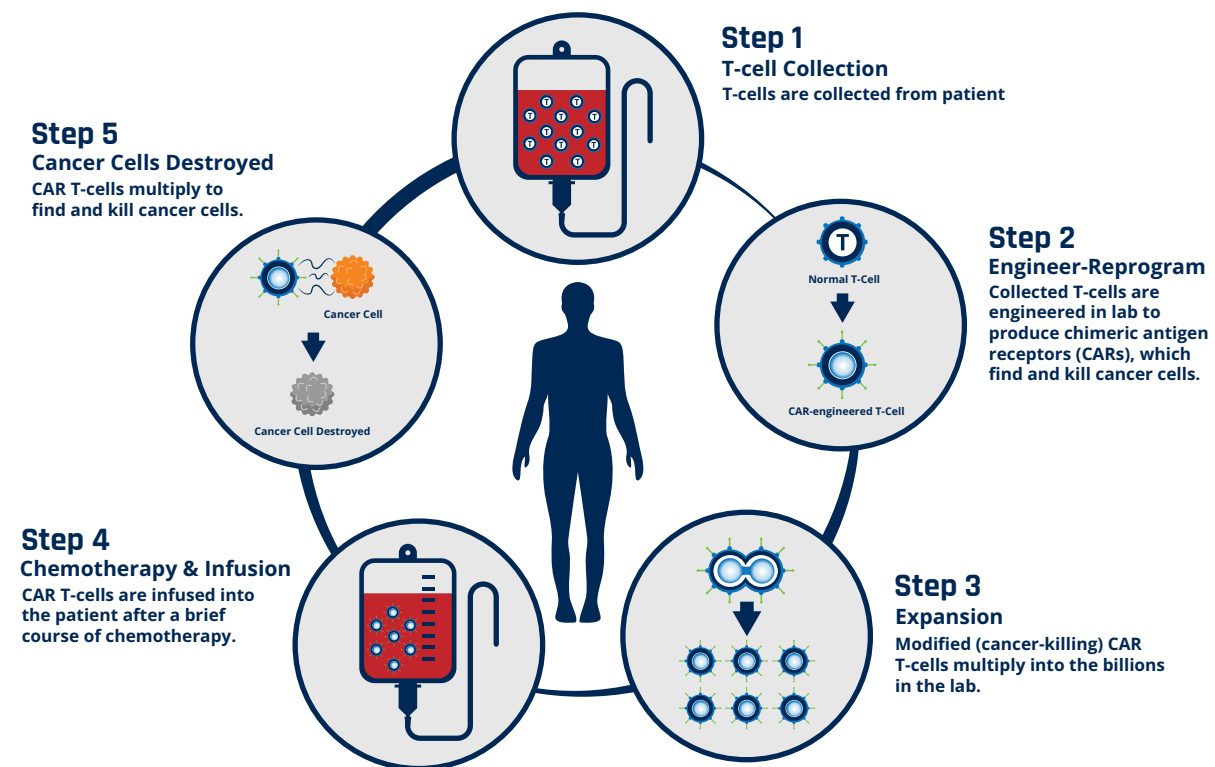 Step 1
T-cell Collection
T-cells are collected from patient
T T
T T T
T T
T T T
T T
Step 2
Engineer-Reprogram
Collected T-cells are
engineered in lab to
produce chimeric antigen
receptors (CARs), which
find and kill cancer cells.
T
Normal T-Cell
CAR-engineered T-Cell
Step 3
Expansion
Modified (cancer-killing) CAR
T-cells multiply into the billions
in the lab.
Step 4
Chemotherapy & Infusion
CAR T-cells are infused into
the patient after a brief
course of chemotherapy.
Step 5
Cancer Cells Destroyed
CAR T-cells multiply to
find and kill cancer cells.
Cancer Cell
Cancer Cell Destroyed